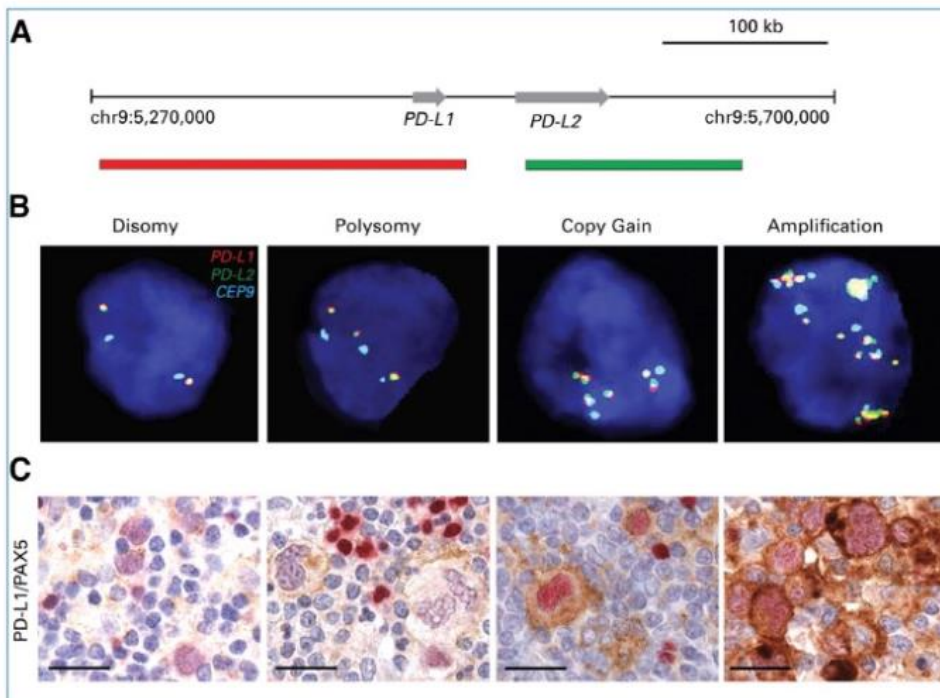 A
100 kb
chr9:5,270,000 PD-L1 PD-L2 chr9:5,700,000
B
Disomy Polysomy Copy Gain Amplification
PD-L1
PD-L2
CEP9
C
PD-L1/PAX5